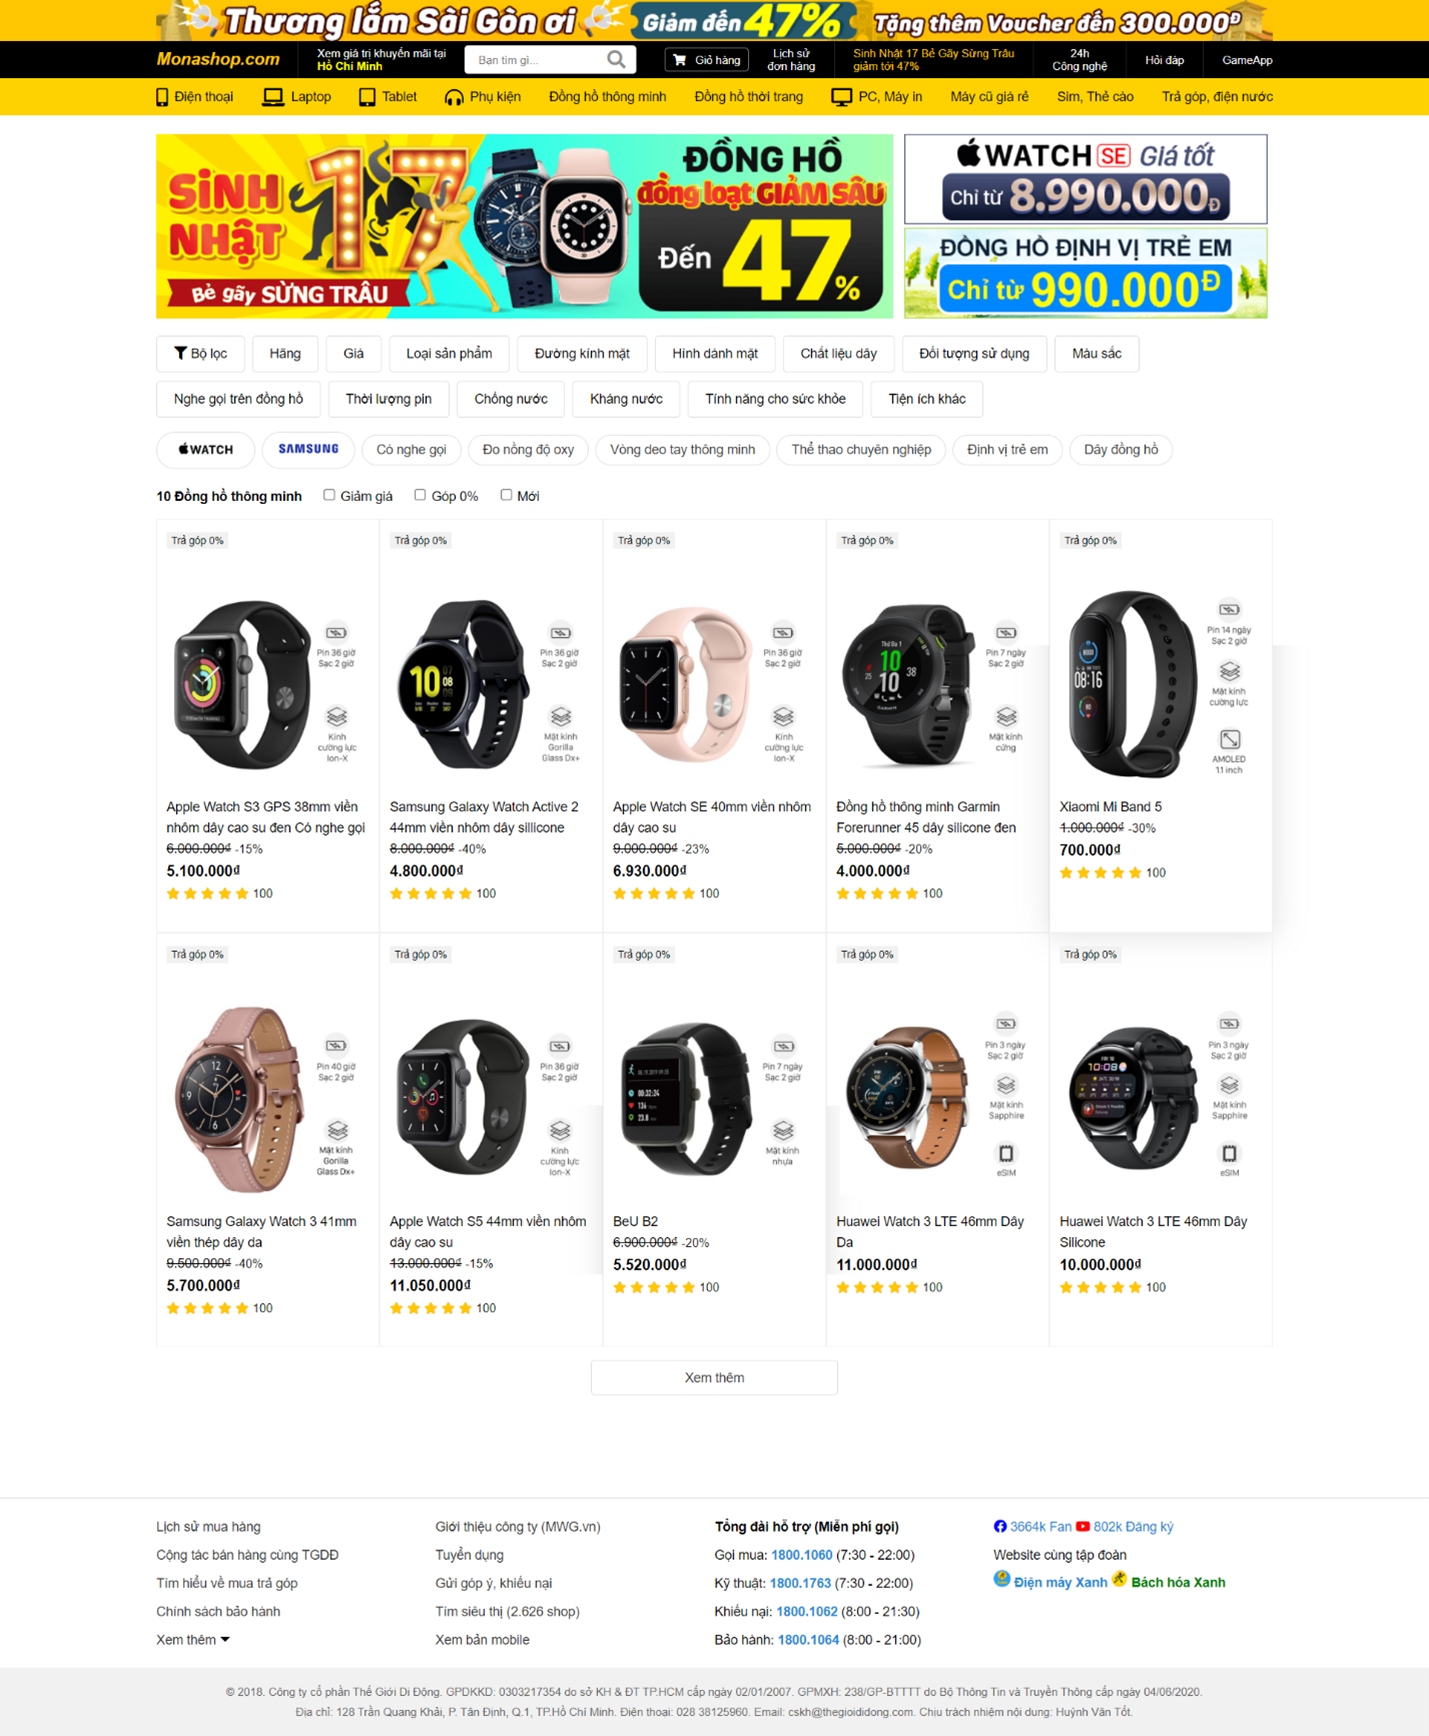 Thương lắm Sài Gòn ơi Giảm đến 47% Tặng thêm Voucher đến 300.000Đ
Monashop.com
Xem giá trị khuyến mãi tại
Hồ Chí Minh
Bạn tìm gì...
Giỏ hàng
Lịch sử
đơn hàng
Sinh Nhật 17 Bẻ Gãy Sừng Trâu
giảm tới 47%
24h
Công nghệ
Hỏi đáp
GameApp
Điện thoại Laptop Tablet Phụ kiện Đồng hồ thông minh Đồng hồ thời trang PC, Máy in Máy cũ giá rẻ Sim, Thẻ cào Trả góp, điện nước
SINH NHẬT 17
Bẻ gãy SỪNG TRÂU
ĐỒNG HỒ
đồng loạt GIẢM SÂU
Đến 47%
WATCH SE Giá tốt
Chỉ từ 8.990.000Đ
ĐỒNG HỒ ĐỊNH VỊ TRẺ EM
Chỉ từ 990.000Đ
Bộ lọc Hãng Giá Loại sản phẩm Đường kính mặt Hình dánh mặt Chất liệu dây Đối tượng sử dụng Màu sắc
Nghe gọi trên đồng hồ Thời lượng pin Chống nước Kháng nước Tính năng cho sức khỏe Tiện ích khác
WATCH SAMSUNG Có nghe gọi Đo nồng độ oxy Vòng deo tay thông minh Thể thao chuyên nghiệp Định vị trẻ em Dây đồng hồ
10 Đồng hồ thông minh Giảm giá Góp 0% Mới
Trả góp 0%
Pin 36 giờ
Sạc 2 giờ
Kính
cường lực
Ion-X
Apple Watch S3 GPS 38mm viền
nhôm dây cao su đen Có nghe gọi
6.000.000₫ -15%
5.100.000₫
100
Trả góp 0%
Pin 36 giờ
Sạc 2 giờ
Mặt kính
Gorilla
Glass Dx+
Samsung Galaxy Watch Active 2
44mm viền nhôm dây sillicone
8.000.000₫ -40%
4.800.000₫
100
Trả góp 0%
Pin 36 giờ
Sạc 2 giờ
Kính
cường lực
Ion-X
Apple Watch SE 40mm viền nhôm
dây cao su
9.000.000₫ -23%
6.930.000₫
100
Trả góp 0%
Pin 7 ngày
Sạc 2 giờ
Mặt kính
cứng
Đồng hồ thông minh Garmin
Forerunner 45 dây silicone đen
5.000.000₫ -20%
4.000.000₫
100
Trả góp 0%
08:16
Pin 14 ngày
Sạc 2 giờ
Mặt kính
cường lực
AMOLED
1.1 inch
Xiaomi Mi Band 5
1.000.000₫ -30%
700.000₫
100
Trả góp 0%
Pin 40 giờ
Sạc 2 giờ
Mặt kính
Gorilla
Glass Dx+
Samsung Galaxy Watch 3 41mm
viền thép dây da
9.500.000₫ -40%
5.700.000₫
100
Trả góp 0%
Pin 36 giờ
Sạc 2 giờ
Kính
cường lực
Ion-X
Apple Watch S5 44mm viền nhôm
dây cao su
13.000.000₫ -15%
11.050.000₫
100
Trả góp 0%
Pin 7 ngày
Sạc 2 giờ
Mặt kính
nhựa
BeU B2
6.900.000₫ -20%
5.520.000₫
100
Trả góp 0%
Pin 3 ngày
Sạc 2 giờ
Mặt kính
Sapphire
eSIM
Huawei Watch 3 LTE 46mm Dây
Da
11.000.000₫
100
Trả góp 0%
Pin 3 ngày
Sạc 2 giờ
Mặt kính
Sapphire
eSIM
Huawei Watch 3 LTE 46mm Dây
Silicone
10.000.000₫
100
Xem thêm
Lịch sử mua hàng
Cộng tác bán hàng cùng TGDĐ
Tìm hiểu về mua trả góp
Chính sách bảo hành
Xem thêm
Giới thiệu công ty (MWG.vn)
Tuyển dụng
Gửi góp ý, khiếu nại
Tìm siêu thị (2.626 shop)
Xem bản mobile
Tổng đài hỗ trợ (Miễn phí gọi)
Gọi mua: 1800.1060 (7:30 - 22:00)
Kỹ thuật: 1800.1763 (7:30 - 22:00)
Khiếu nại: 1800.1062 (8:00 - 21:30)
Bảo hành: 1800.1064 (8:00 - 21:00)
3664k Fan 802k Đăng ký
Website cùng tập đoàn
Điện máy Xanh Bách hóa Xanh
© 2018. Công ty cổ phần Thế Giới Di Động. GPDKKD: 0303217354 do sở KH & ĐT TP.HCM cấp ngày 02/01/2007. GPMXH: 238/GP-BTTTT do Bộ Thông Tin và Truyền Thông cấp ngày 04/06/2020.
Địa chỉ: 128 Trần Quang Khải, P. Tân Định, Q.1, TP.Hồ Chí Minh. Điện thoại: 028 38125960. Email: cskh@thegioididong.com. Chịu trách nhiệm nội dung: Huỳnh Văn Tốt.